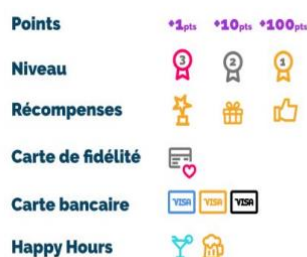 Points +1pts +10pts +100pts
Niveau 3 2 1
Récompenses
Carte de fidélité
Carte bancaire VISA VISA VISA
Happy Hours